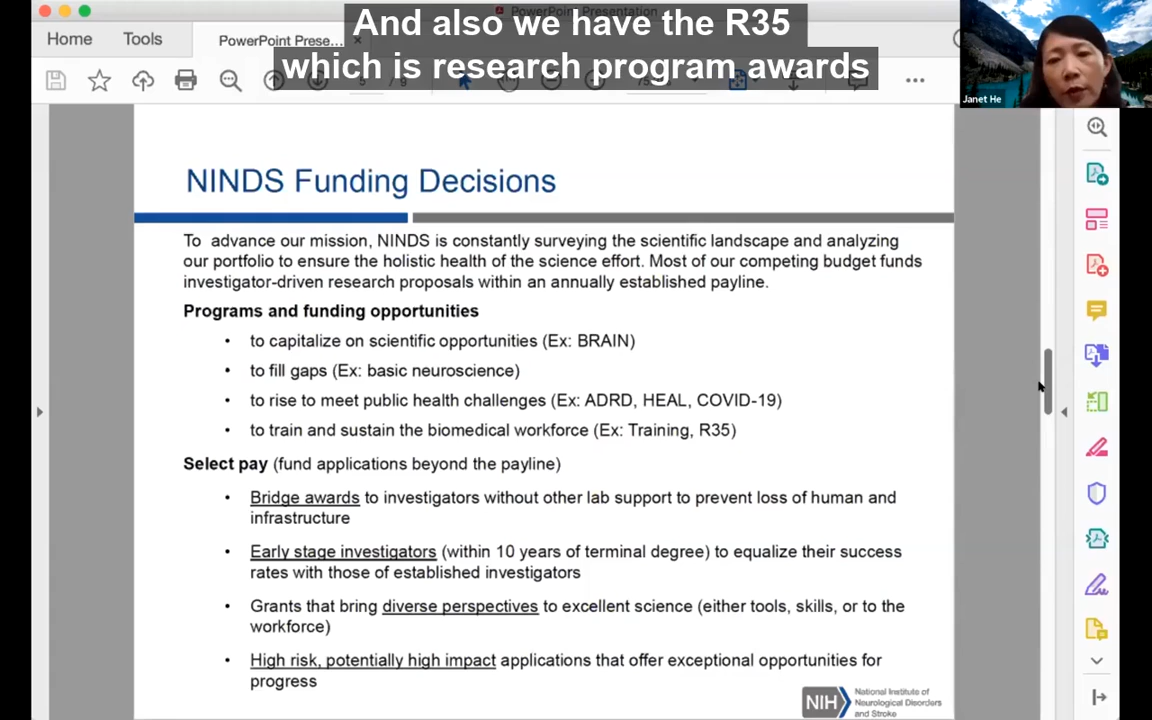 And also we have the R35
which is research program awards
Home
Tools
PowerPoint Prese...
Janet He
NINDS Funding Decisions
To advance our mission, NINDS is constantly surveying the scientific landscape and analyzing
our portfolio to ensure the holistic health of the science effort. Most of our competing budget funds
investigator-driven research proposals within an annually established payline.
Programs and funding opportunities
• to capitalize on scientific opportunities (Ex: BRAIN)
• to fill gaps (Ex: basic neuroscience)
• to rise to meet public health challenges (Ex: ADRD, HEAL, COVID-19)
• to train and sustain the biomedical workforce (Ex: Training, R35)
Select pay (fund applications beyond the payline)
• Bridge awards to investigators without other lab support to prevent loss of human and
infrastructure
• Early stage investigators (within 10 years of terminal degree) to equalize their success
rates with those of established investigators
• Grants that bring diverse perspectives to excellent science (either tools, skills, or to the
workforce)
• High risk, potentially high impact applications that offer exceptional opportunities for
progress
NIH
National Institute of
Neurological Disorders
and Stroke